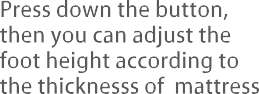 Press down the button,
then you can adjust the
foot height according to
the thicknesss of  mattress